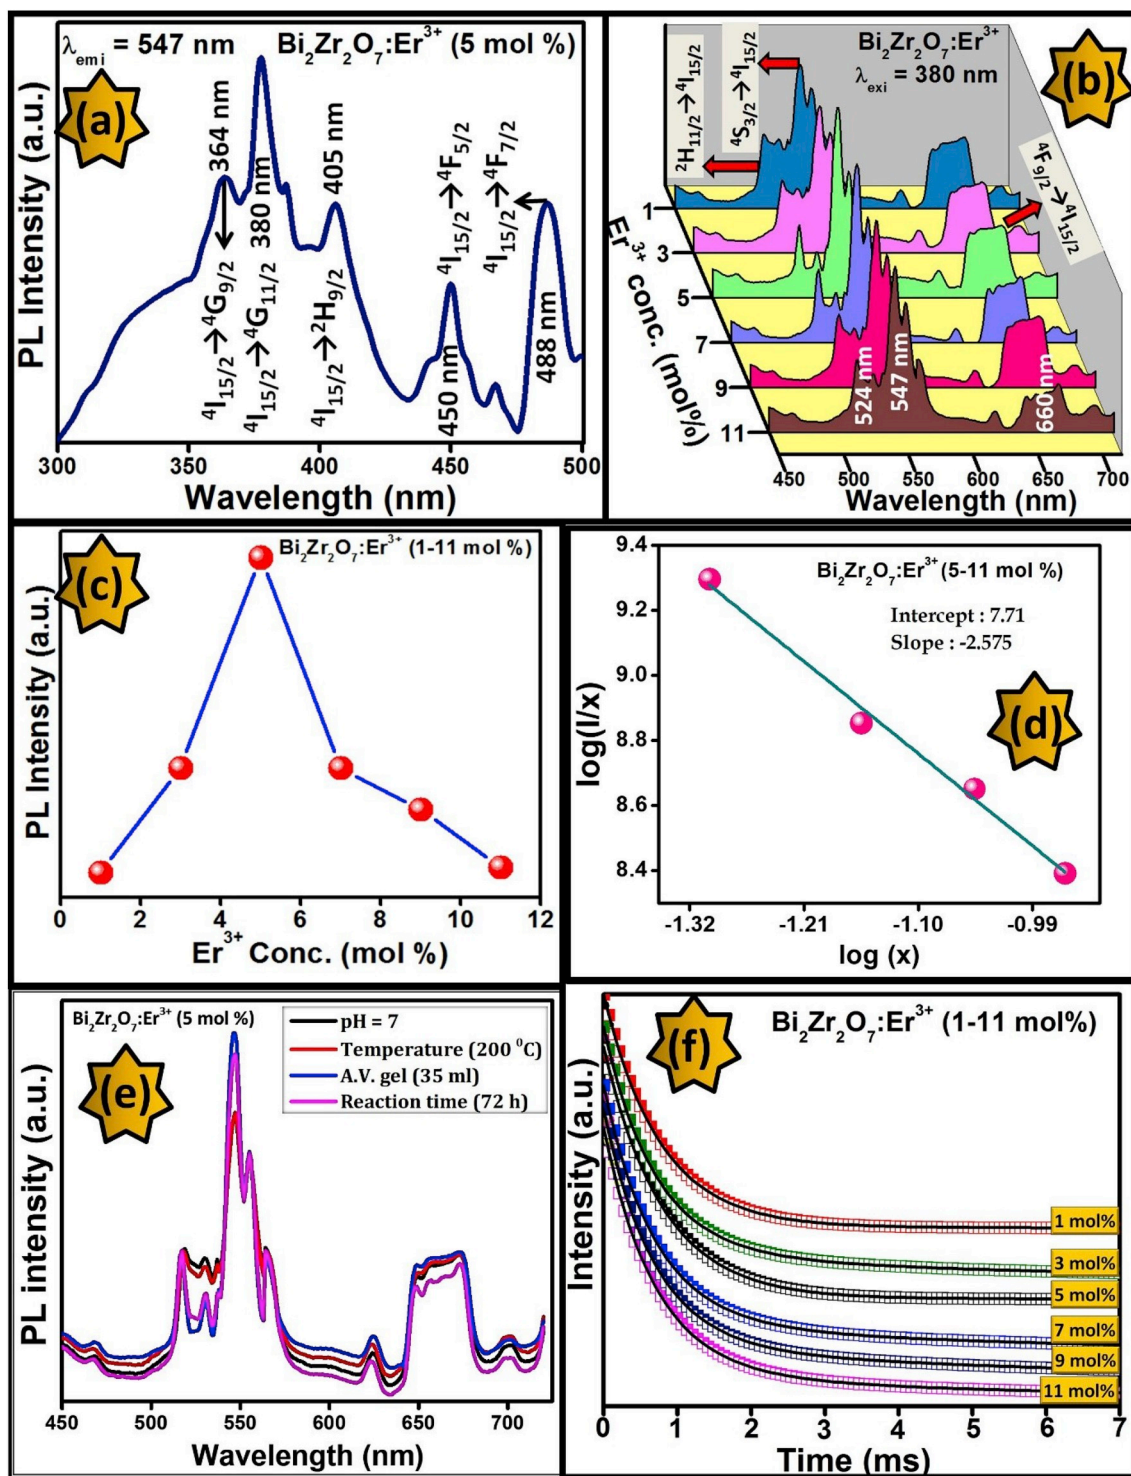 λemi = 547 nm
Bi₂Zr₂O₇:Er³⁺ (5 mol %)
(a)
PL Intensity (a.u.)
364 nm
380 nm
405 nm
450 nm
488 nm
⁴I₁₅/₂→⁴G₉/₂
⁴I₁₅/₂→⁴G₁₁/₂
⁴I₁₅/₂→²H₉/₂
⁴I₁₅/₂→⁴F₅/₂
⁴I₁₅/₂→⁴F₇/₂
300 350 400 450 500
Wavelength (nm)
Bi₂Zr₂O₇:Er³⁺
λexi = 380 nm
(b)
²H₁₁/₂→⁴I₁₅/₂
⁴S₃/₂→⁴I₁₅/₂
⁴F₉/₂→⁴I₁₅/₂
1
3
5
7
9
11
Er³⁺ conc. (mol%)
524 nm
547 nm
660 nm
450 500 550 600 650 700
Wavelength (nm)
(c)
Bi₂Zr₂O₇:Er³⁺ (1-11 mol %)
PL Intensity (a.u.)
0 2 4 6 8 10 12
Er³⁺ Conc. (mol %)
9.4
9.2
9.0
8.8
8.6
8.4
log(I/x)
Bi₂Zr₂O₇:Er³⁺ (5-11 mol %)
Intercept : 7.71
Slope : -2.575
(d)
-1.32 -1.21 -1.10 -0.99
log (x)
Bi₂Zr₂O₇:Er³⁺ (5 mol %)
(e)
pH = 7
Temperature (200 ⁰C)
A.V. gel (35 ml)
Reaction time (72 h)
PL intensity (a.u.)
450 500 550 600 650 700
Wavelength (nm)
(f)
Bi₂Zr₂O₇:Er³⁺ (1-11 mol%)
Intensity (a.u.)
1 mol%
3 mol%
5 mol%
7 mol%
9 mol%
11 mol%
0 1 2 3 4 5 6 7
Time (ms)